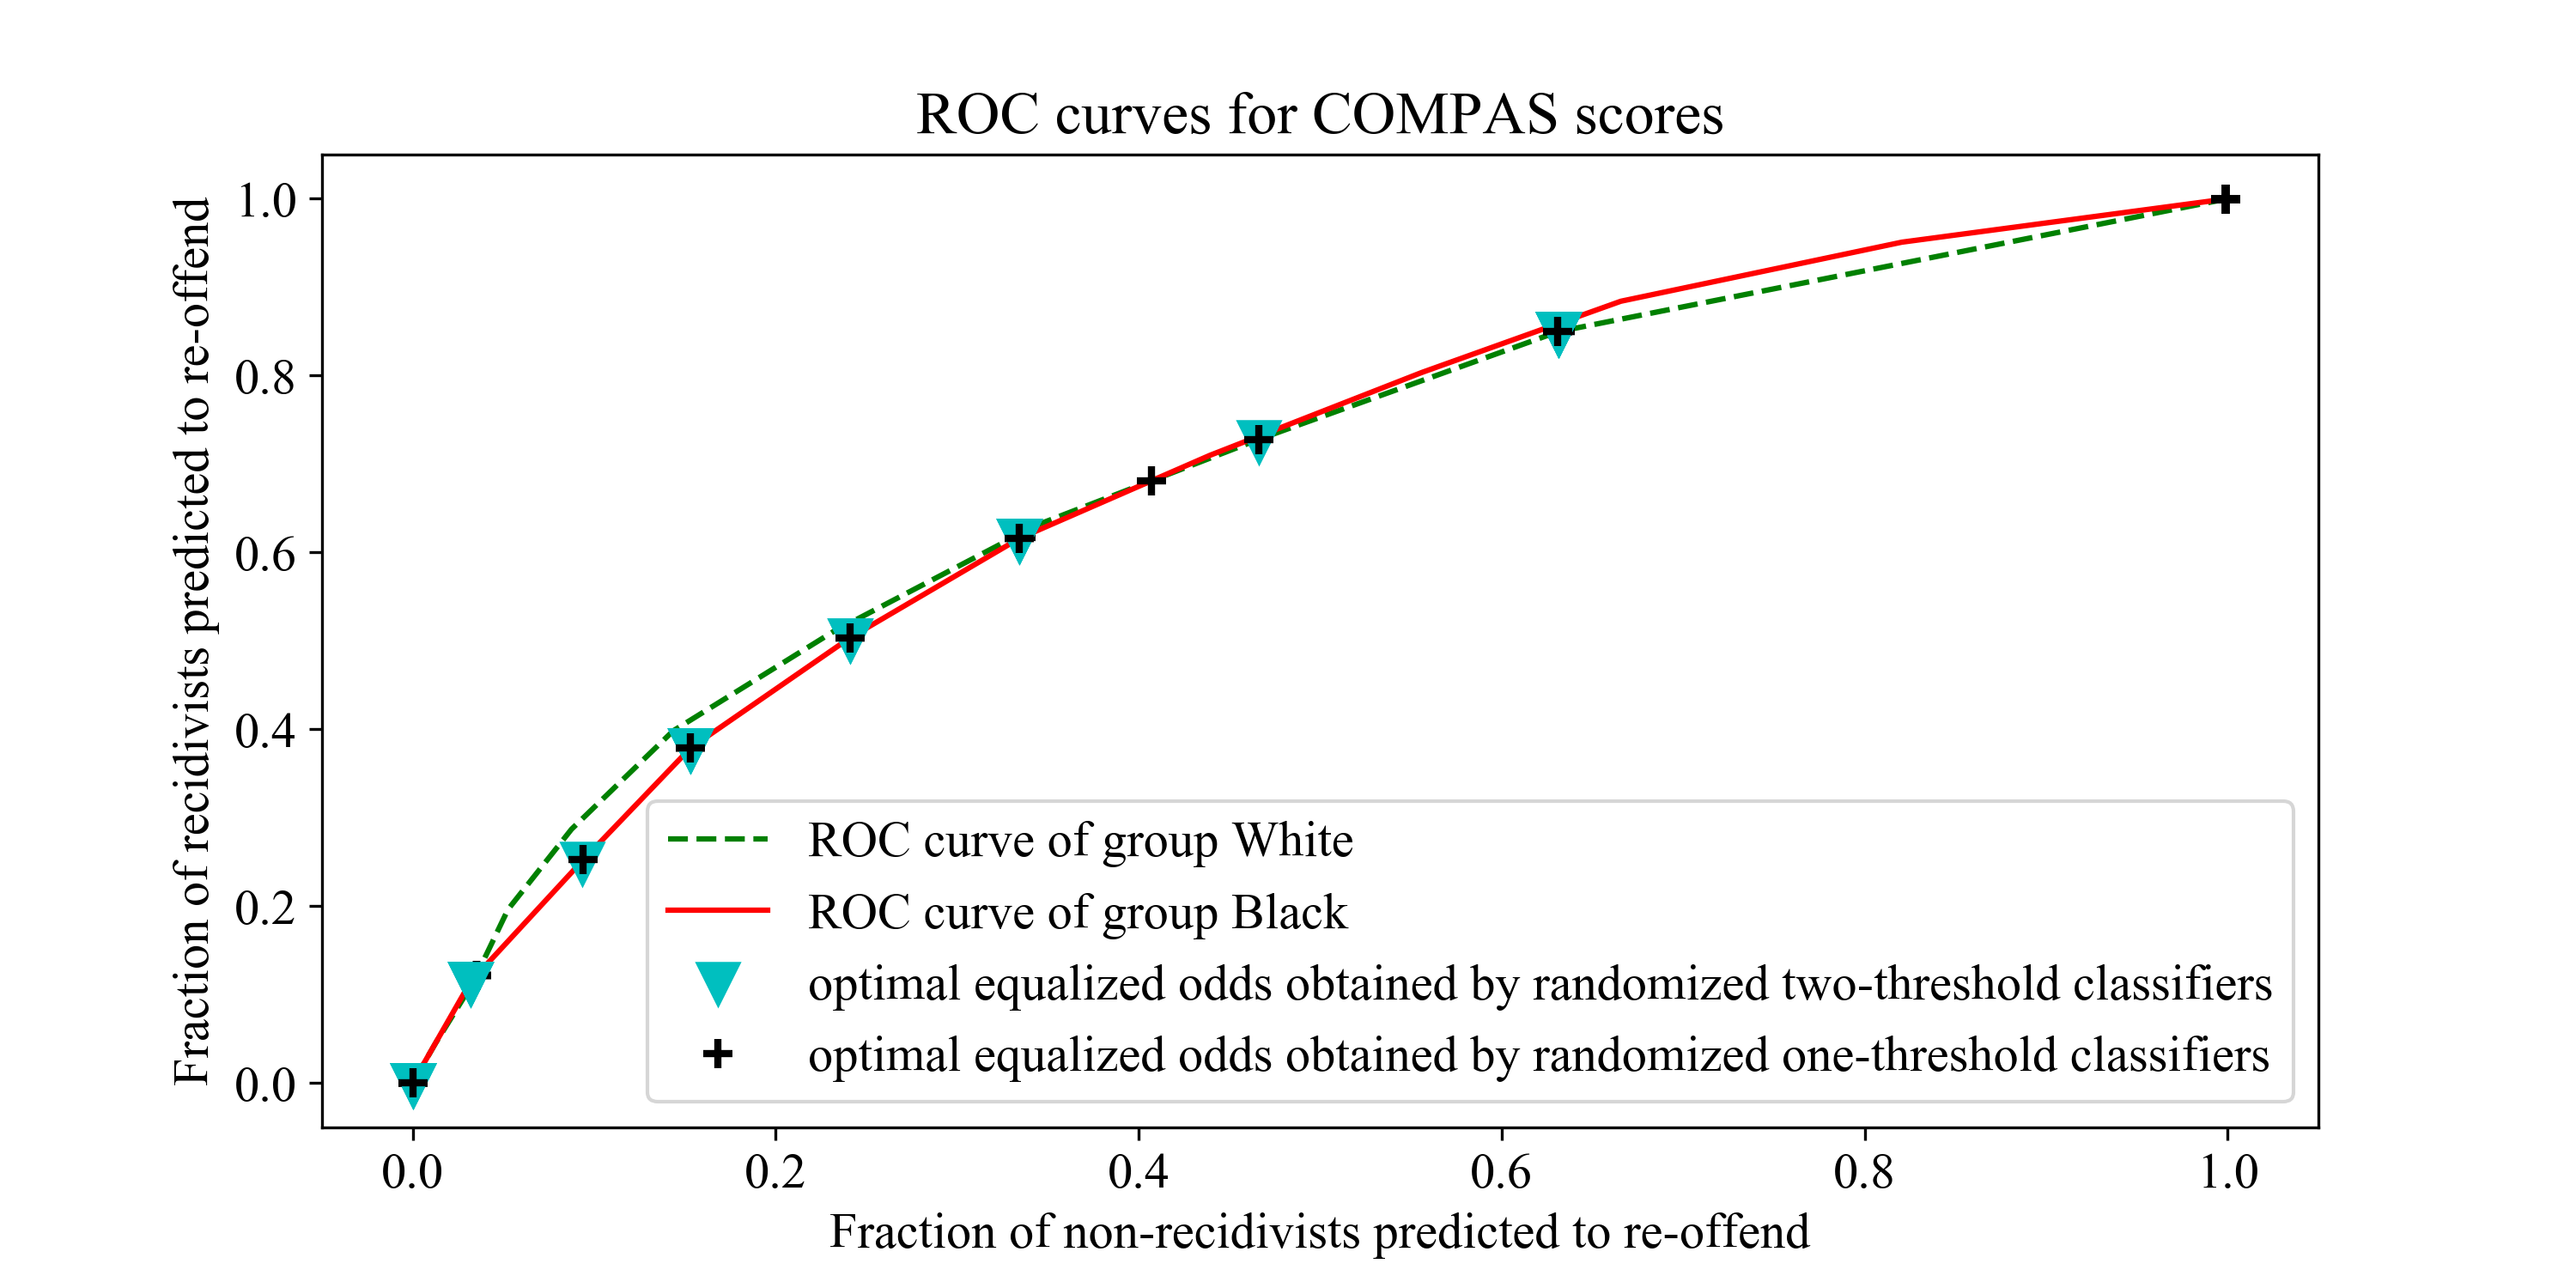 ROC curves for COMPAS scores
Fraction of recidivists predicted to re-offend
1.0
0.8
0.6
0.4
0.2
0.0
ROC curve of group White
ROC curve of group Black
optimal equalized odds obtained by randomized two-threshold classifiers
optimal equalized odds obtained by randomized one-threshold classifiers
0.0 0.2 0.4 0.6 0.8 1.0
Fraction of non-recidivists predicted to re-offend